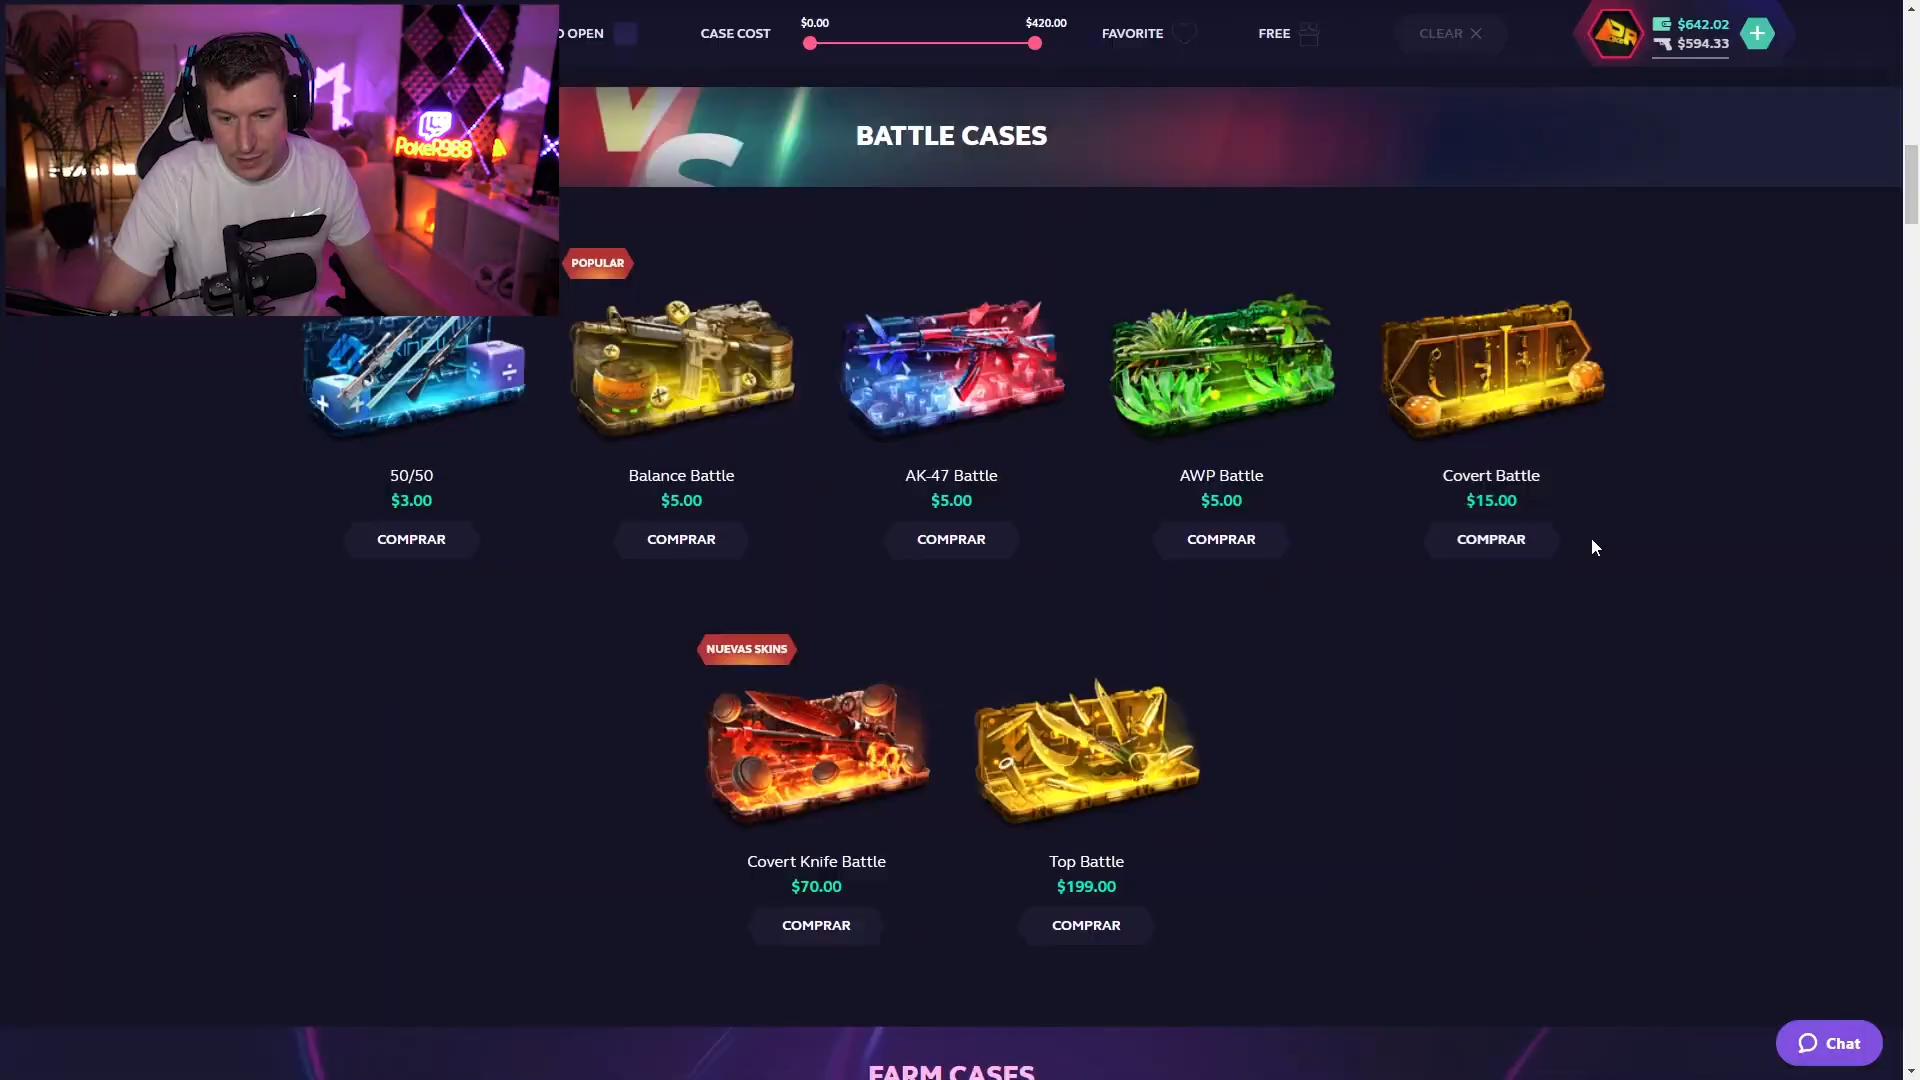 OPEN
CASE COST
$0.00
$420.00
FAVORITE
FREE
CLEAR
$642.02
$594.33
PokeR988
VS
BATTLE CASES
POPULAR
50/50
$3.00
COMPRAR
Balance Battle
$5.00
COMPRAR
AK-47 Battle
$5.00
COMPRAR
AWP Battle
$5.00
COMPRAR
Covert Battle
$15.00
COMPRAR
NUEVAS SKINS
Covert Knife Battle
$70.00
COMPRAR
Top Battle
$199.00
COMPRAR
FARM CASES
Chat